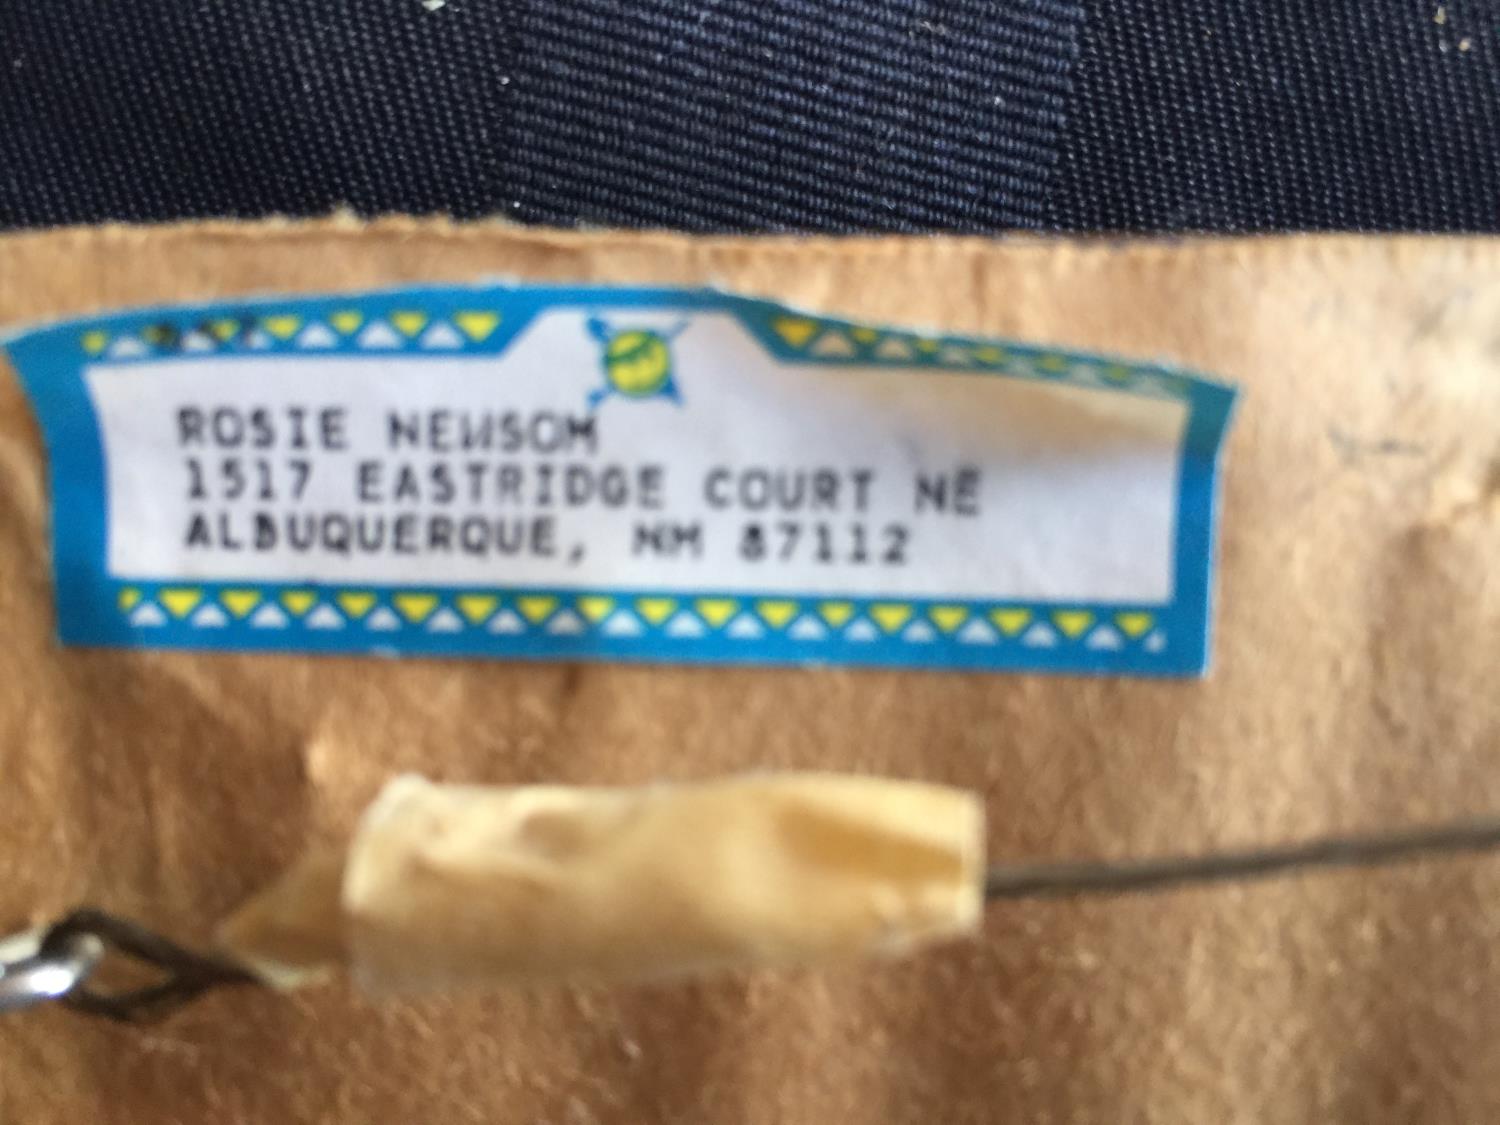 ROSIE NEWSOM
1517 EASTRIDGE COURT NE
ALBUQUERQUE, NM 87112